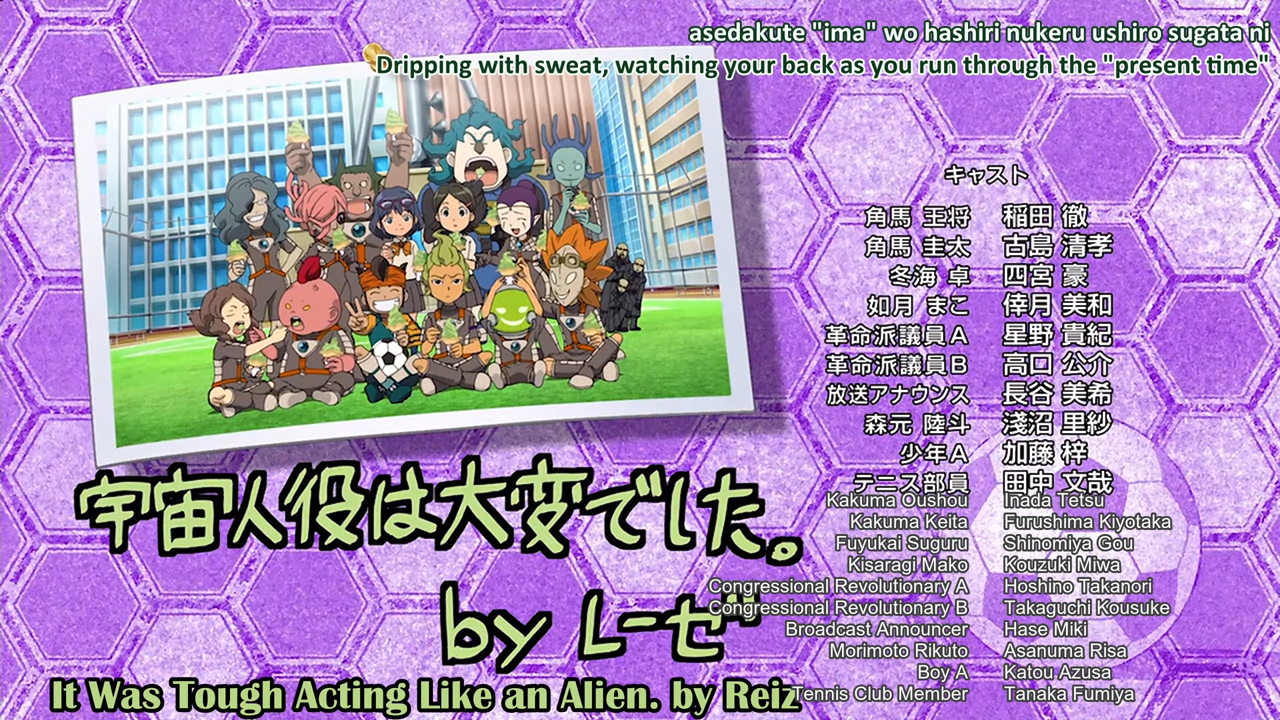 asedakute "ima" wo hashiri nukeru ushiro sugata ni
Dripping with sweat, watching your back as you run through the "present time"
キャスト
角馬 王将 稲田 徹
角馬 圭太 古島 清孝
冬海 卓 四宮 豪
如月 まこ 倖月 美和
革命派議員A 星野 貴紀
革命派議員B 高口 公介
放送アナウンス 長谷 美希
森元 陸斗 淺沼 里紗
少年A 加藤 梓
テニス部員 田中 文哉
Kakuma Oushou Inada Tetsu
Kakuma Keita Furushima Kiyotaka
Fuyukai Suguru Shinomiya Gou
Kisaragi Mako Kouzuki Miwa
Congressional Revolutionary A Hoshino Takanori
Congressional Revolutionary B Takaguchi Kousuke
Broadcast Announcer Hase Miki
Morimoto Rikuto Asanuma Risa
Boy A Katou Azusa
Tennis Club Member Tanaka Fumiya
宇宙人役は大変でした。
by レーゼ
It Was Tough Acting Like an Alien. by Reiz